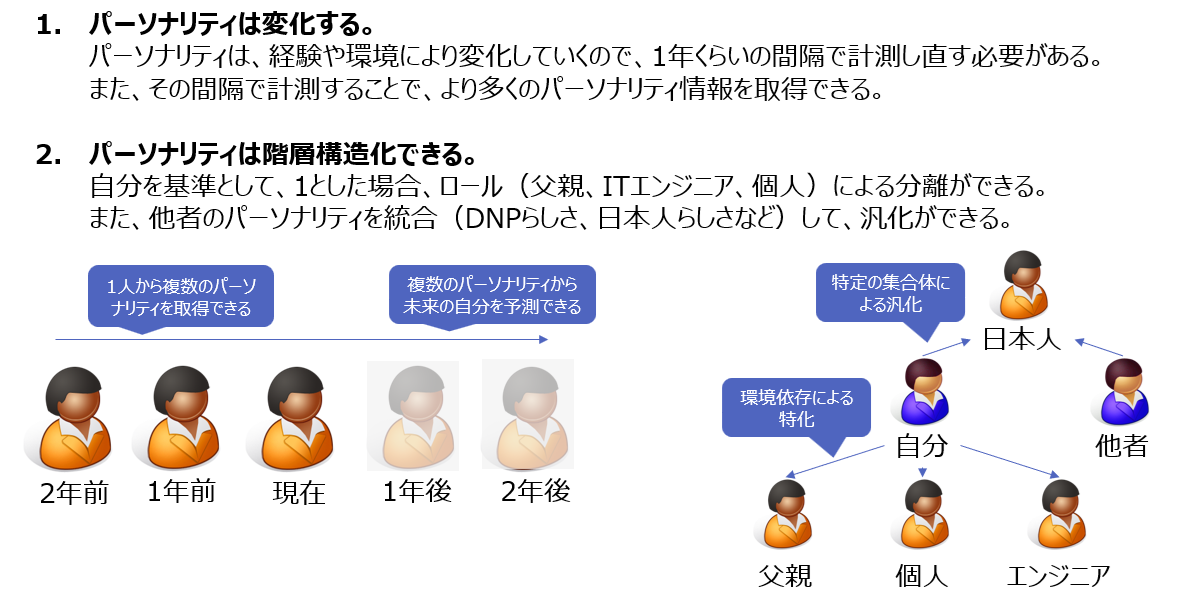 1. パーソナリティは変化する。
パーソナリティは、経験や環境により変化していくので、1年くらいの間隔で計測し直す必要がある。
また、その間隔で計測することで、より多くのパーソナリティ情報を取得できる。
2. パーソナリティは階層構造化できる。
自分を基準として、1とした場合、ロール（父親、ITエンジニア、個人）による分離ができる。
また、他者のパーソナリティを統合（DNPらしさ、日本人らしさなど）して、汎化ができる。
1人から複数のパーソ
ナリティを取得できる
複数のパーソナリティから
未来の自分を予測できる
2年前
1年前
現在
1年後
2年後
特定の集合体に
よる汎化
日本人
環境依存による
特化
自分
他者
父親
個人
エンジニア